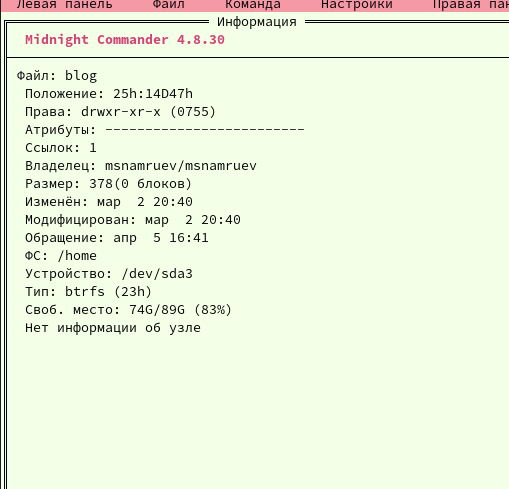 Левая панель Файл Команда Настройки Правая пан
Информация
Midnight Commander 4.8.30
Файл: blog
Положение: 25h:14D47h
Права: drwxr-xr-x (0755)
Атрибуты: -------------------------
Ссылок: 1
Владелец: msnamruev/msnamruev
Размер: 378(0 блоков)
Изменён: мар  2 20:40
Модифицирован: мар  2 20:40
Обращение: апр  5 16:41
ФС: /home
Устройство: /dev/sda3
Тип: btrfs (23h)
Своб. место: 74G/89G (83%)
Нет информации об узле